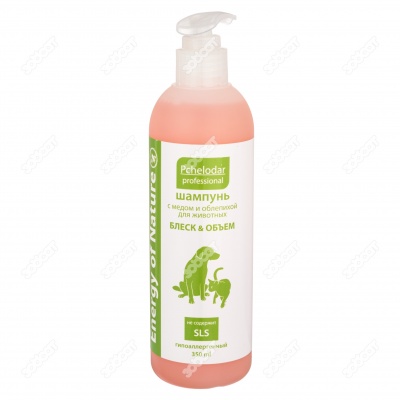 Energy of Nature
Pchelodar
professional
шампунь
с медом и облепихой
для животных
БЛЕСК & ОБЪЕМ
не содержит
SLS
гипоаллергенный
350 ml